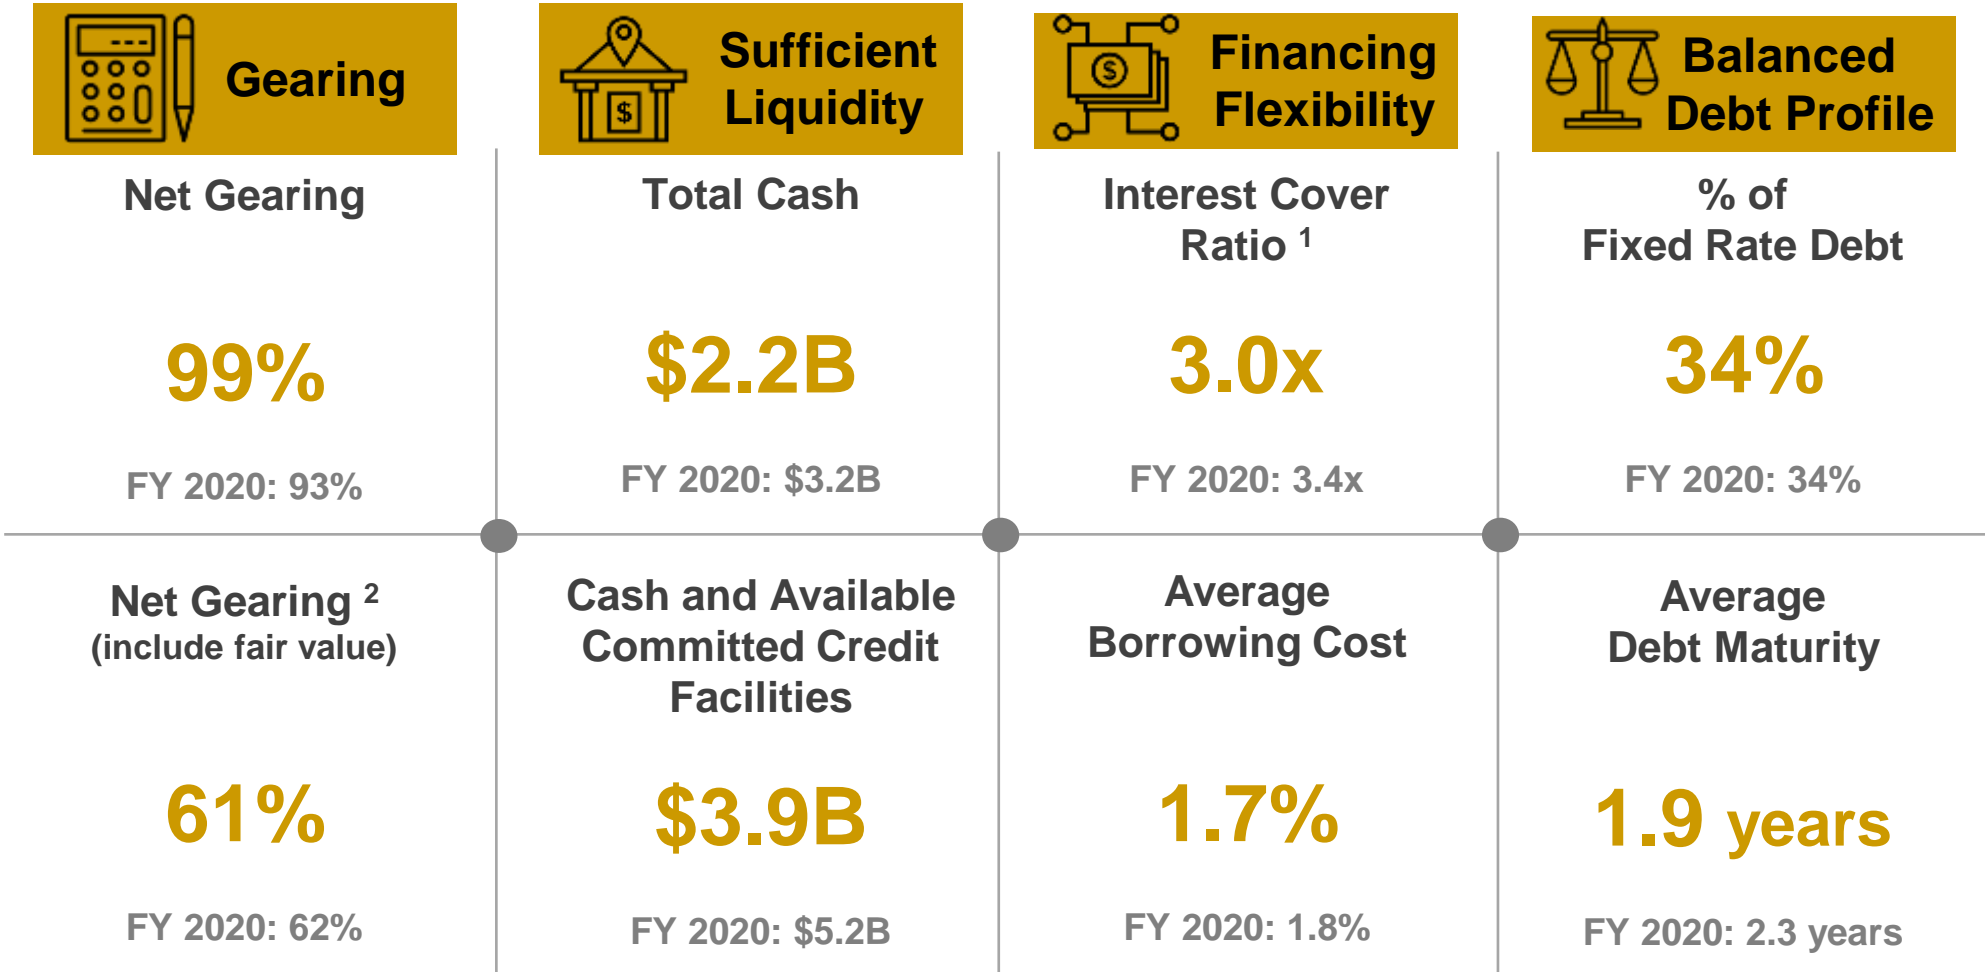 Gearing
Net Gearing
99%
FY 2020: 93%
Net Gearing ²
(include fair value)
61%
FY 2020: 62%
Sufficient
Liquidity
$
Total Cash
$2.2B
FY 2020: $3.2B
Cash and Available
Committed Credit
Facilities
$3.9B
FY 2020: $5.2B
Financing
Flexibility
$
Interest Cover
Ratio ¹
3.0x
FY 2020: 3.4x
Average
Borrowing Cost
1.7%
FY 2020: 1.8%
Balanced
Debt Profile
% of
Fixed Rate Debt
34%
FY 2020: 34%
Average
Debt Maturity
1.9 years
FY 2020: 2.3 years